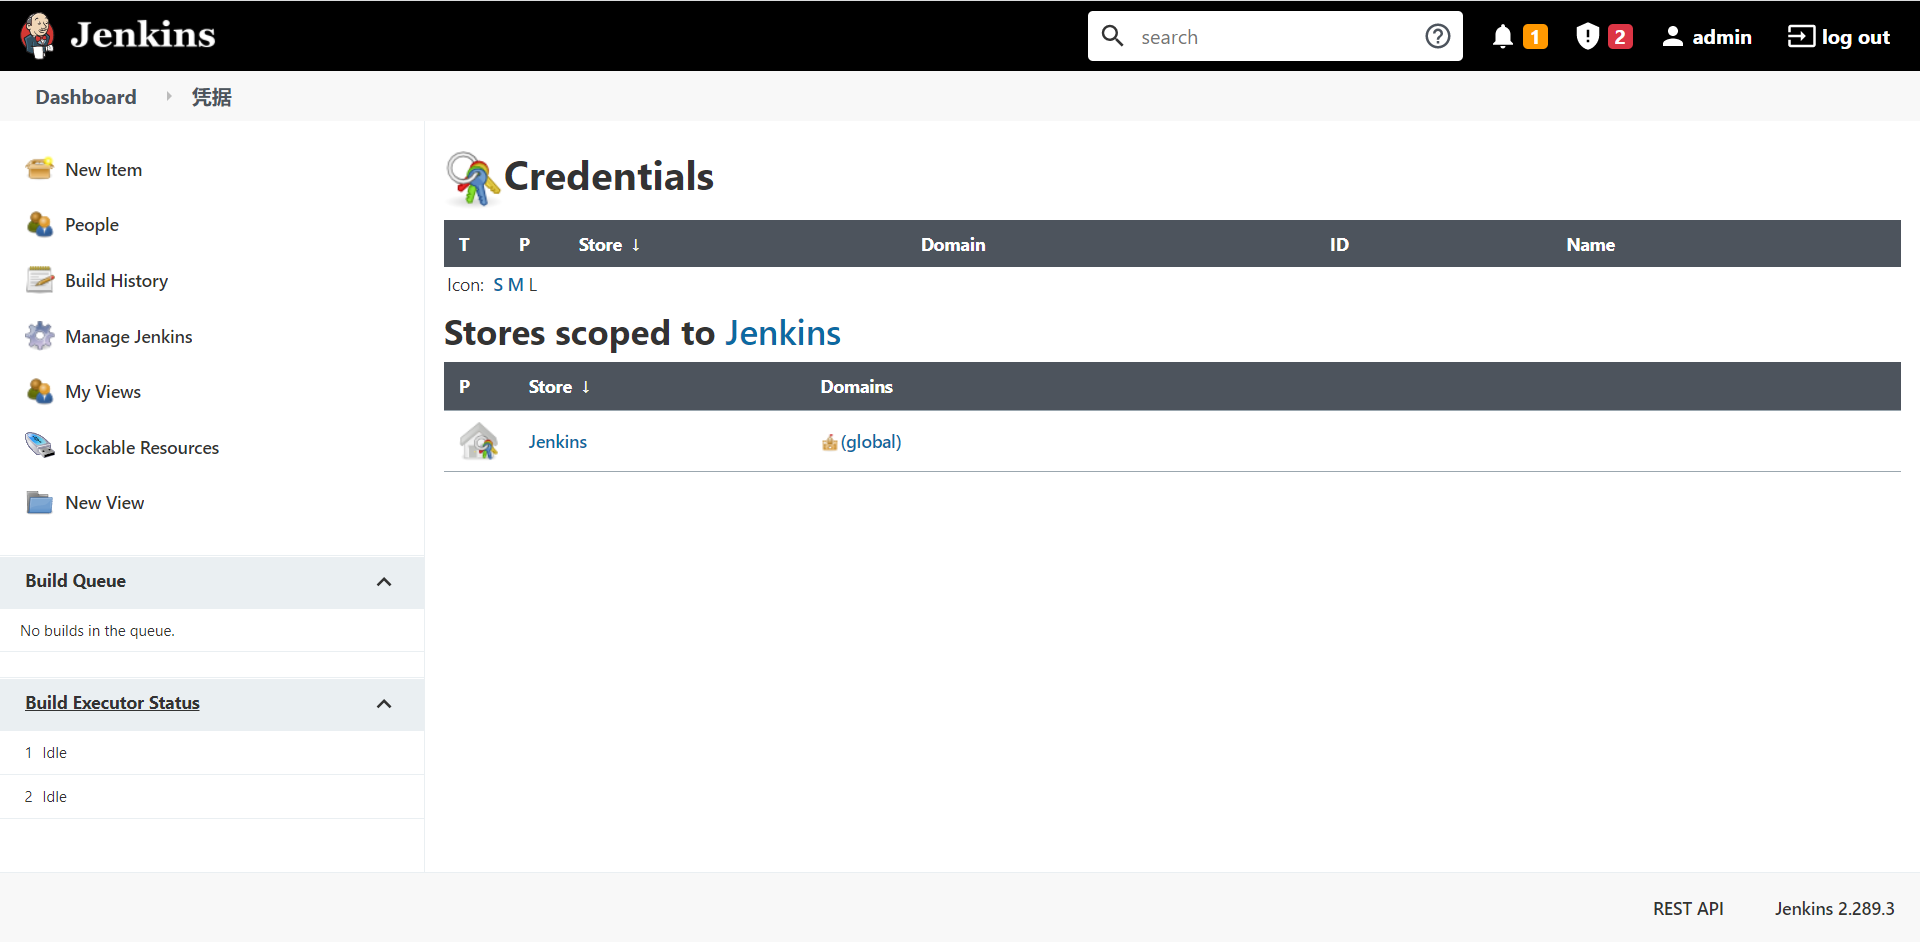 Jenkins
search
1
2
admin
log out
Dashboard
凭据
New Item
People
Build History
Manage Jenkins
My Views
Lockable Resources
New View
Build Queue
No builds in the queue.
Build Executor Status
1 Idle
2 Idle
Credentials
T P Store ↓ Domain ID Name
Icon: S M L
Stores scoped to Jenkins
P Store ↓ Domains
Jenkins (global)
REST API Jenkins 2.289.3